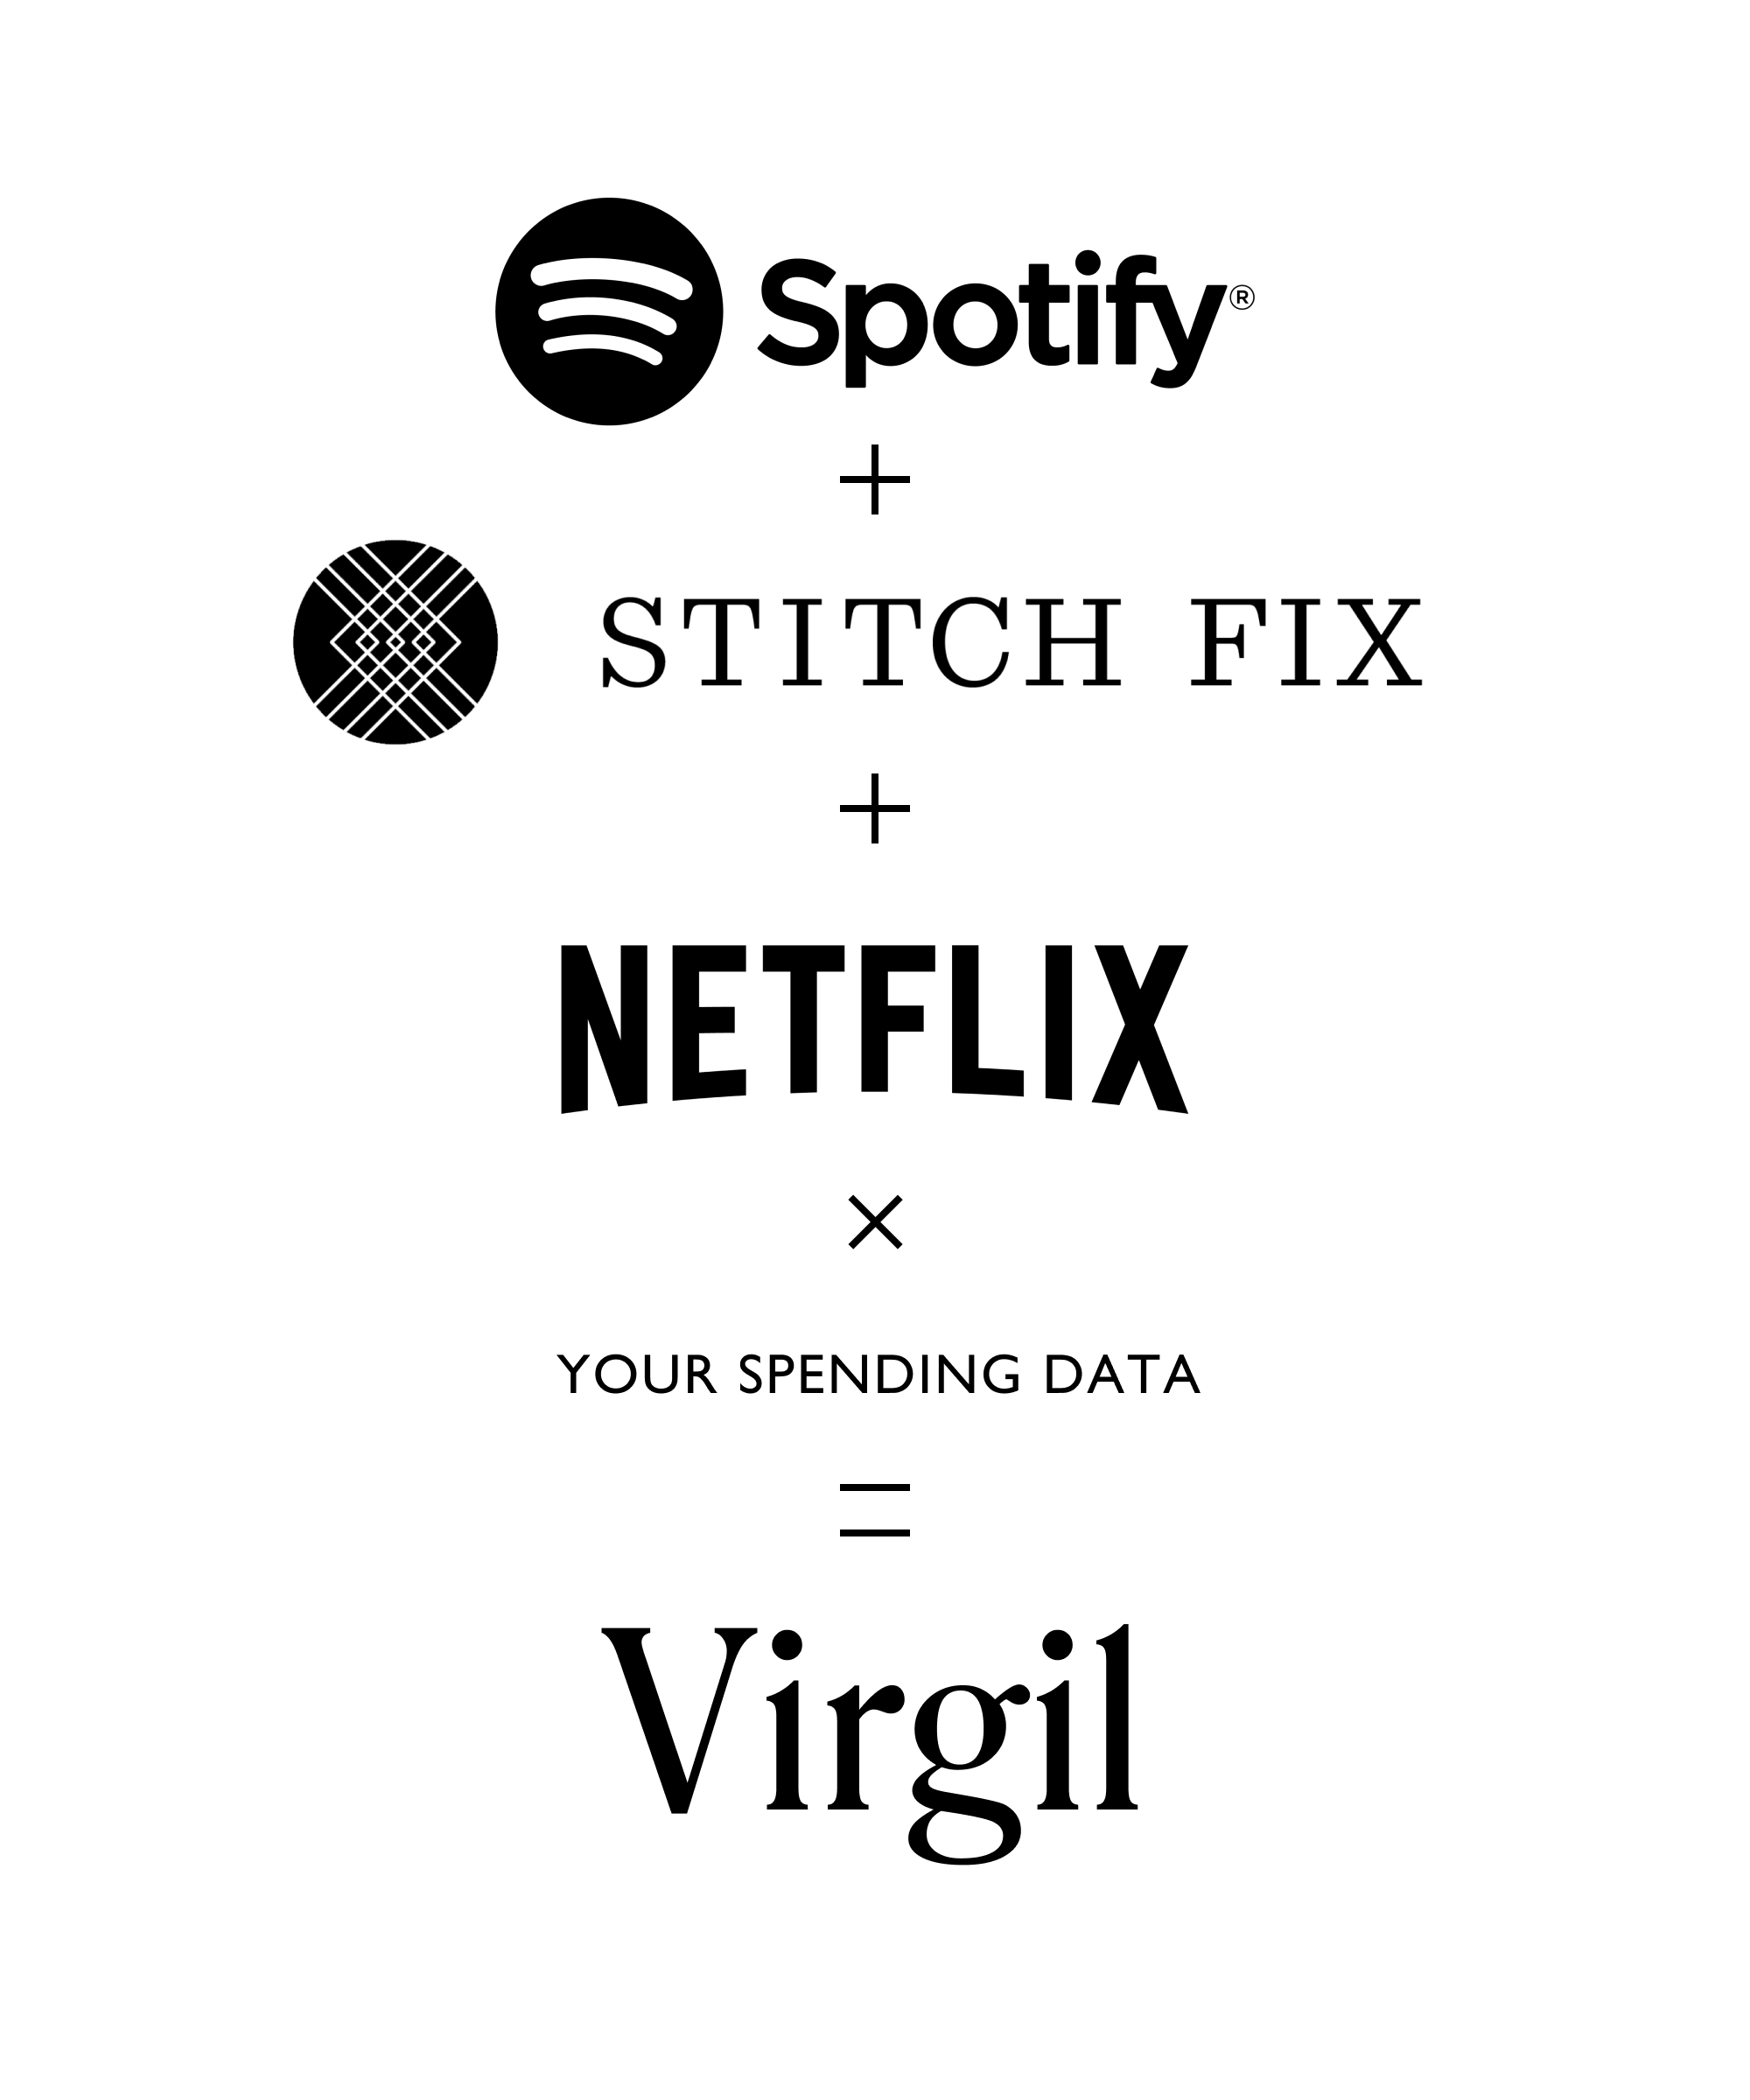 Spotify®
+
STITCH FIX
+
NETFLIX
×
YOUR SPENDING DATA
=
Virgil